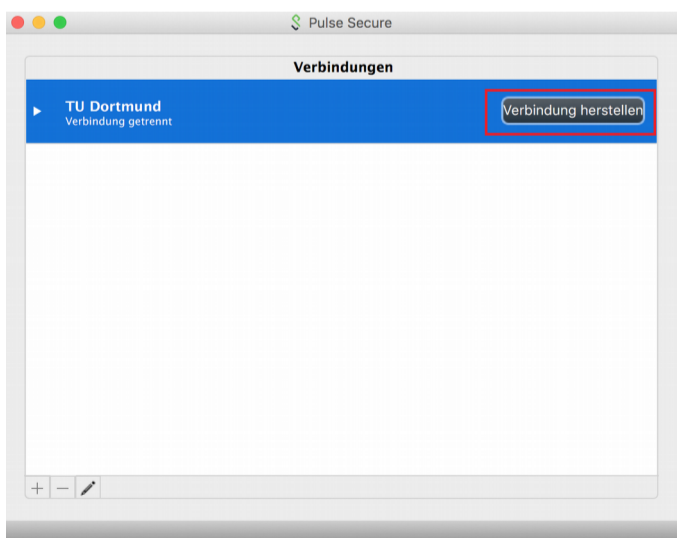 Pulse Secure
Verbindungen
TU Dortmund
Verbindung getrennt
Verbindung herstellen